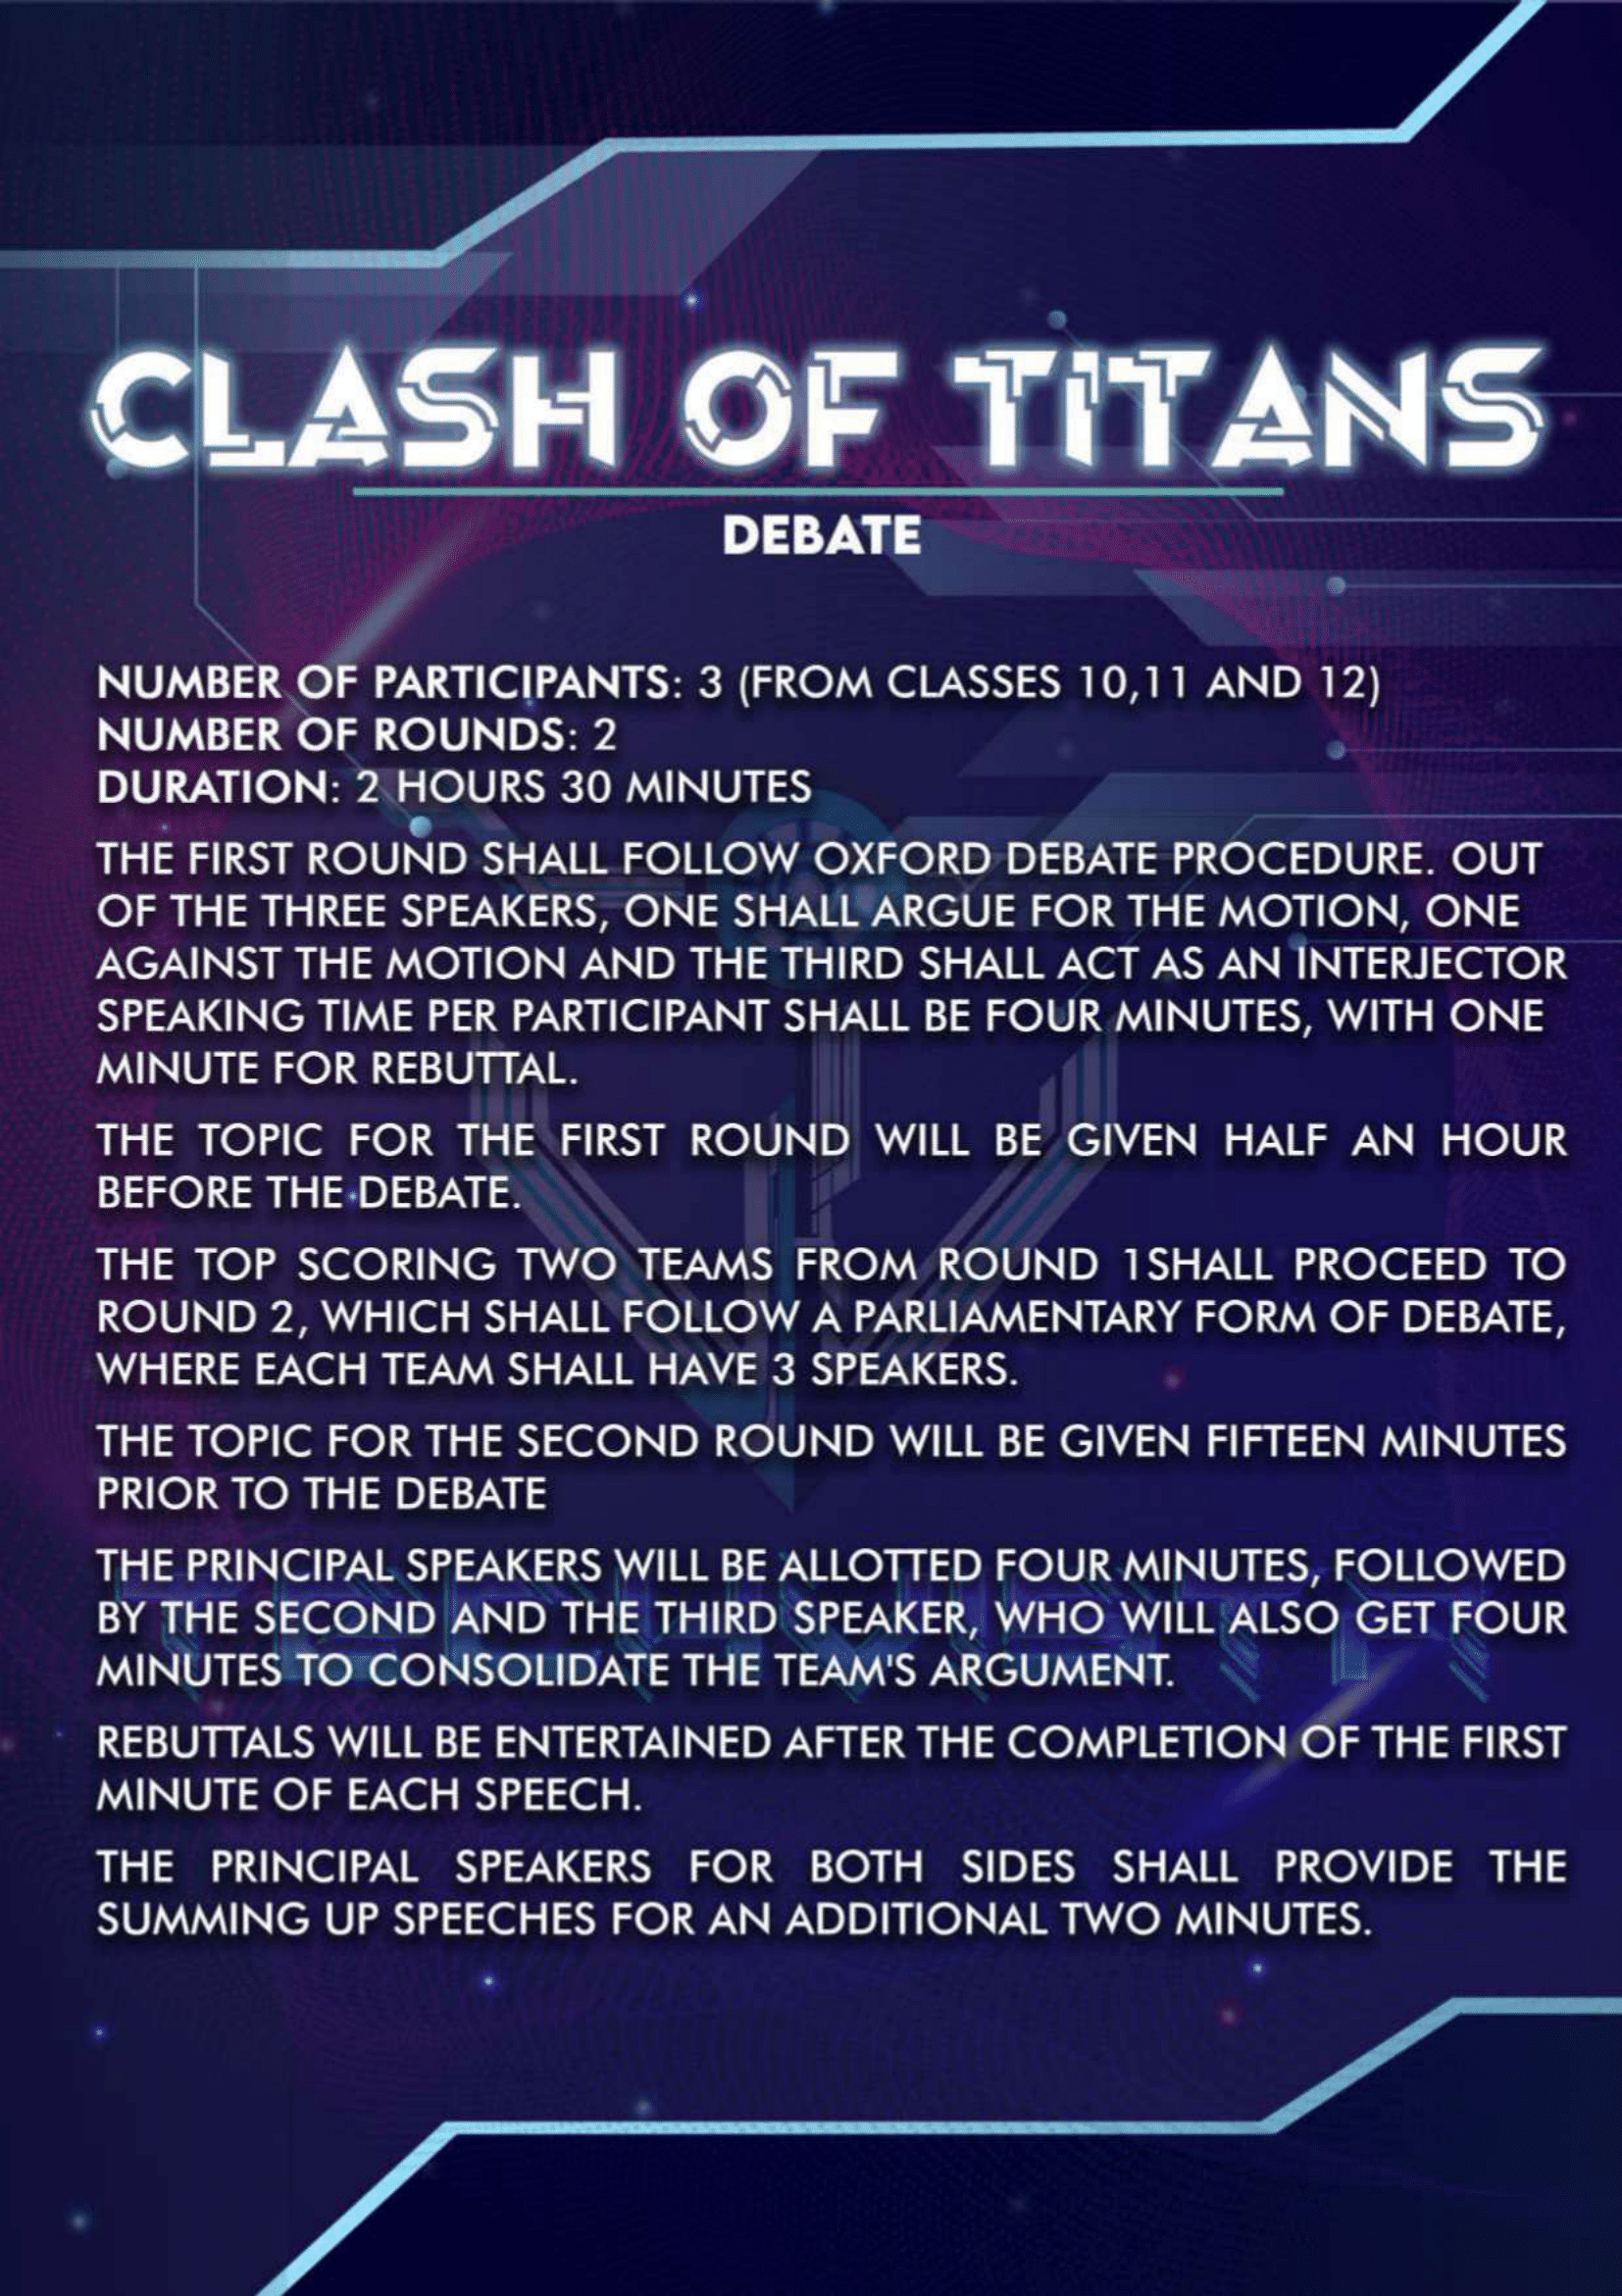 CLASH OF TITANS
DEBATE
NUMBER OF PARTICIPANTS: 3 (FROM CLASSES 10,11 AND 12)
NUMBER OF ROUNDS: 2
DURATION: 2 HOURS 30 MINUTES
THE FIRST ROUND SHALL FOLLOW OXFORD DEBATE PROCEDURE. OUT
OF THE THREE SPEAKERS, ONE SHALL ARGUE FOR THE MOTION, ONE
AGAINST THE MOTION AND THE THIRD SHALL ACT AS AN INTERJECTOR
SPEAKING TIME PER PARTICIPANT SHALL BE FOUR MINUTES, WITH ONE
MINUTE FOR REBUTTAL.
THE TOPIC FOR THE FIRST ROUND WILL BE GIVEN HALF AN HOUR
BEFORE THE DEBATE.
THE TOP SCORING TWO TEAMS FROM ROUND 1SHALL PROCEED TO
ROUND 2, WHICH SHALL FOLLOW A PARLIAMENTARY FORM OF DEBATE,
WHERE EACH TEAM SHALL HAVE 3 SPEAKERS.
THE TOPIC FOR THE SECOND ROUND WILL BE GIVEN FIFTEEN MINUTES
PRIOR TO THE DEBATE
THE PRINCIPAL SPEAKERS WILL BE ALLOTTED FOUR MINUTES, FOLLOWED
BY THE SECOND AND THE THIRD SPEAKER, WHO WILL ALSO GET FOUR
MINUTES TO CONSOLIDATE THE TEAM'S ARGUMENT.
REBUTTALS WILL BE ENTERTAINED AFTER THE COMPLETION OF THE FIRST
MINUTE OF EACH SPEECH.
THE PRINCIPAL SPEAKERS FOR BOTH SIDES SHALL PROVIDE THE
SUMMING UP SPEECHES FOR AN ADDITIONAL TWO MINUTES.